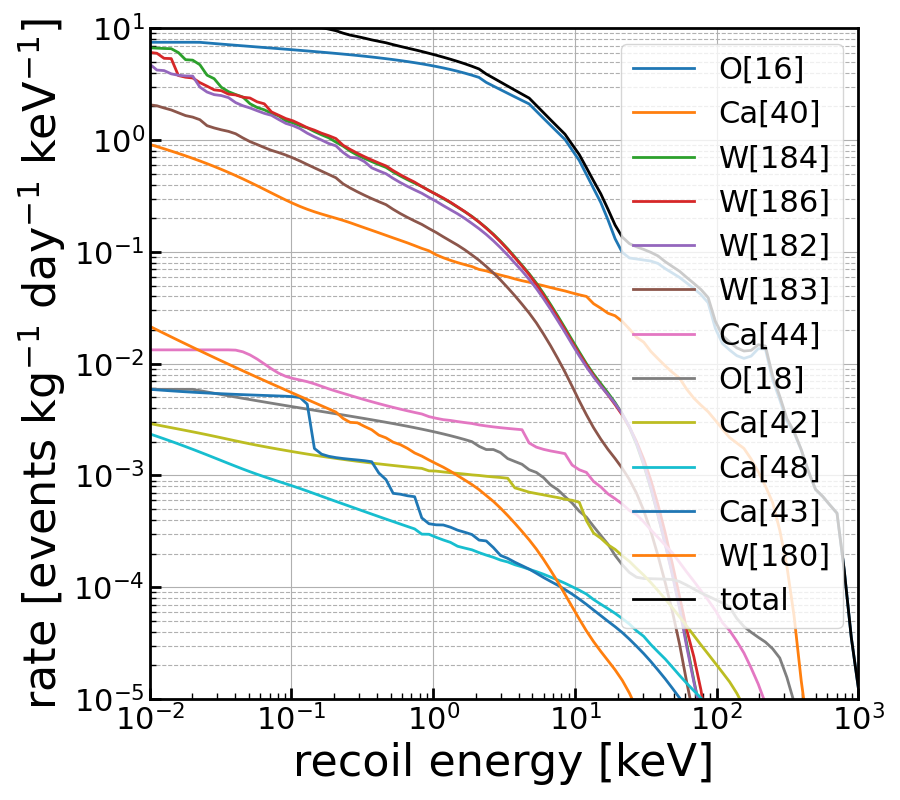 rate [events kg⁻¹ day⁻¹ keV⁻¹]
10¹
10⁰
10⁻¹
10⁻²
10⁻³
10⁻⁴
10⁻⁵
O[16]
Ca[40]
W[184]
W[186]
W[182]
W[183]
Ca[44]
O[18]
Ca[42]
Ca[48]
Ca[43]
W[180]
total
10⁻² 10⁻¹ 10⁰ 10¹ 10² 10³
recoil energy [keV]